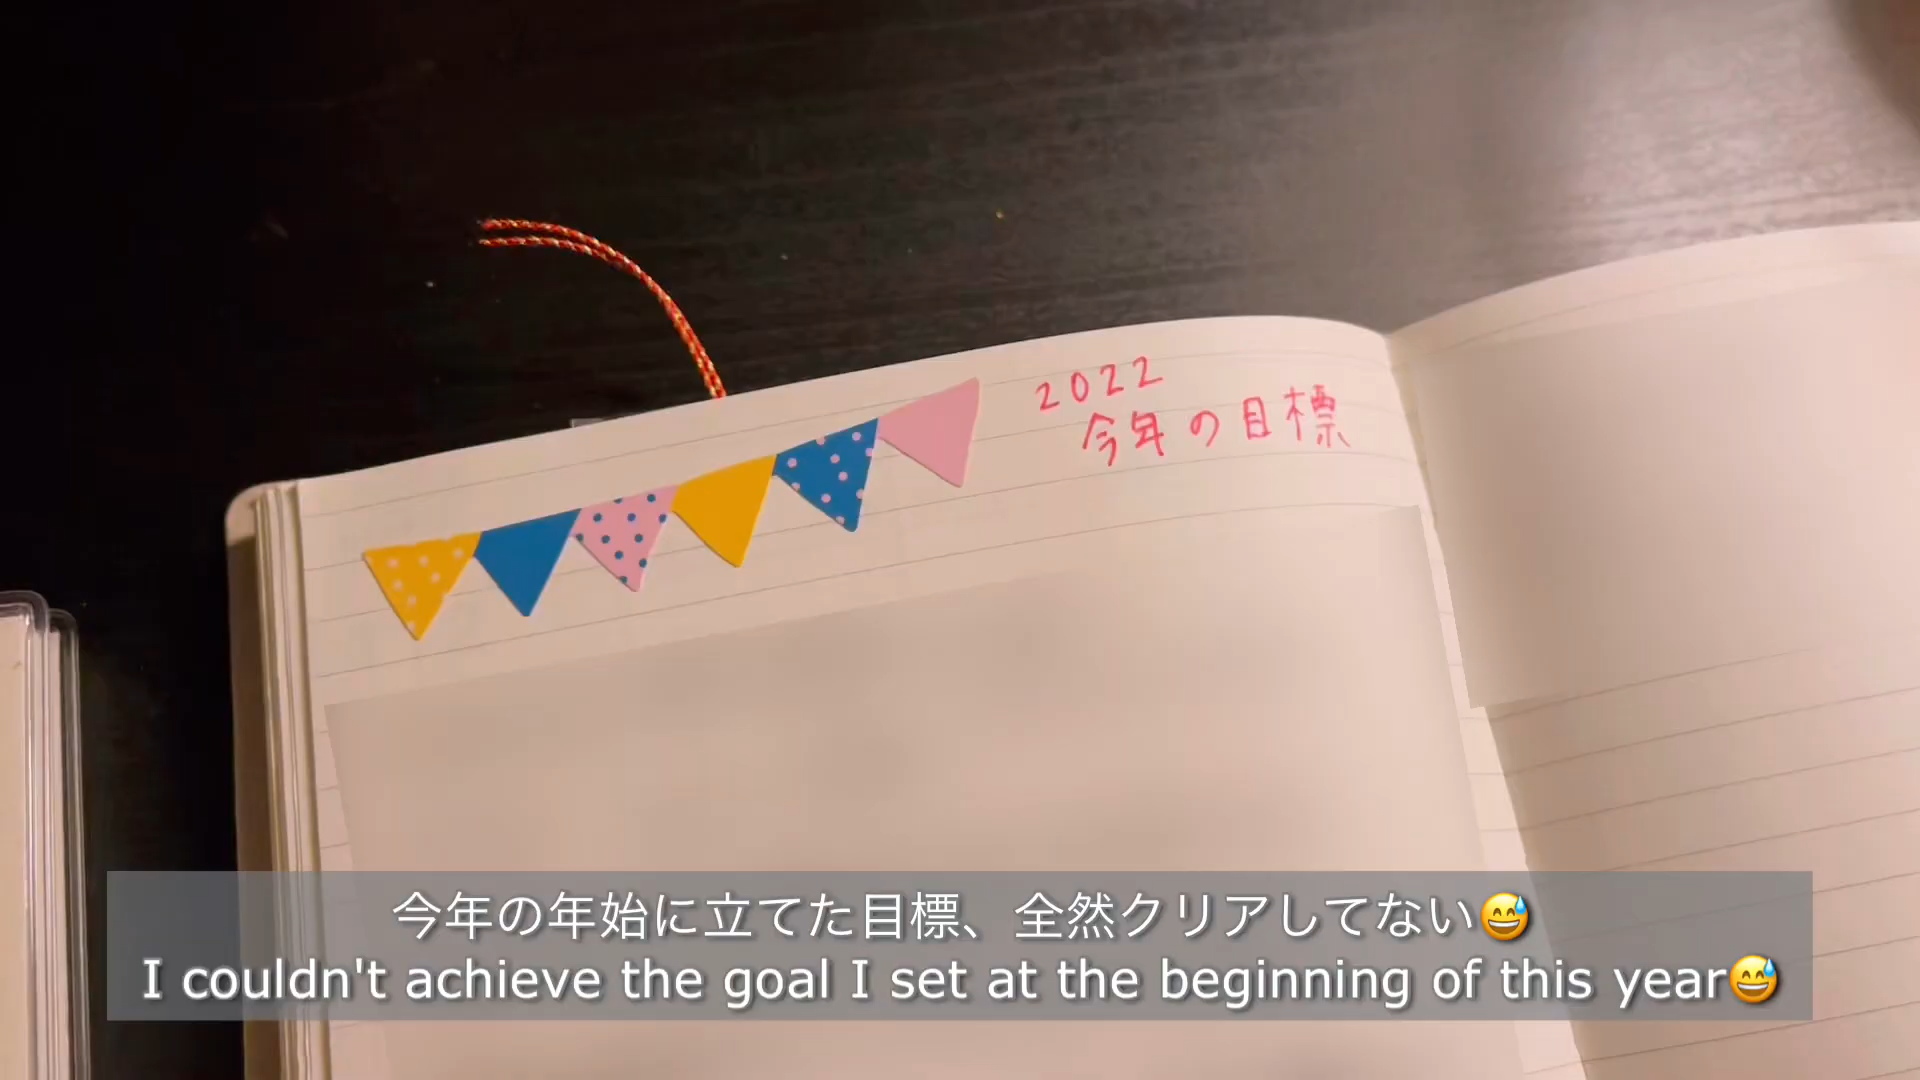 2022
今年の目標
今年の年始に立てた目標、全然クリアしてない😅
I couldn't achieve the goal I set at the beginning of this year😅